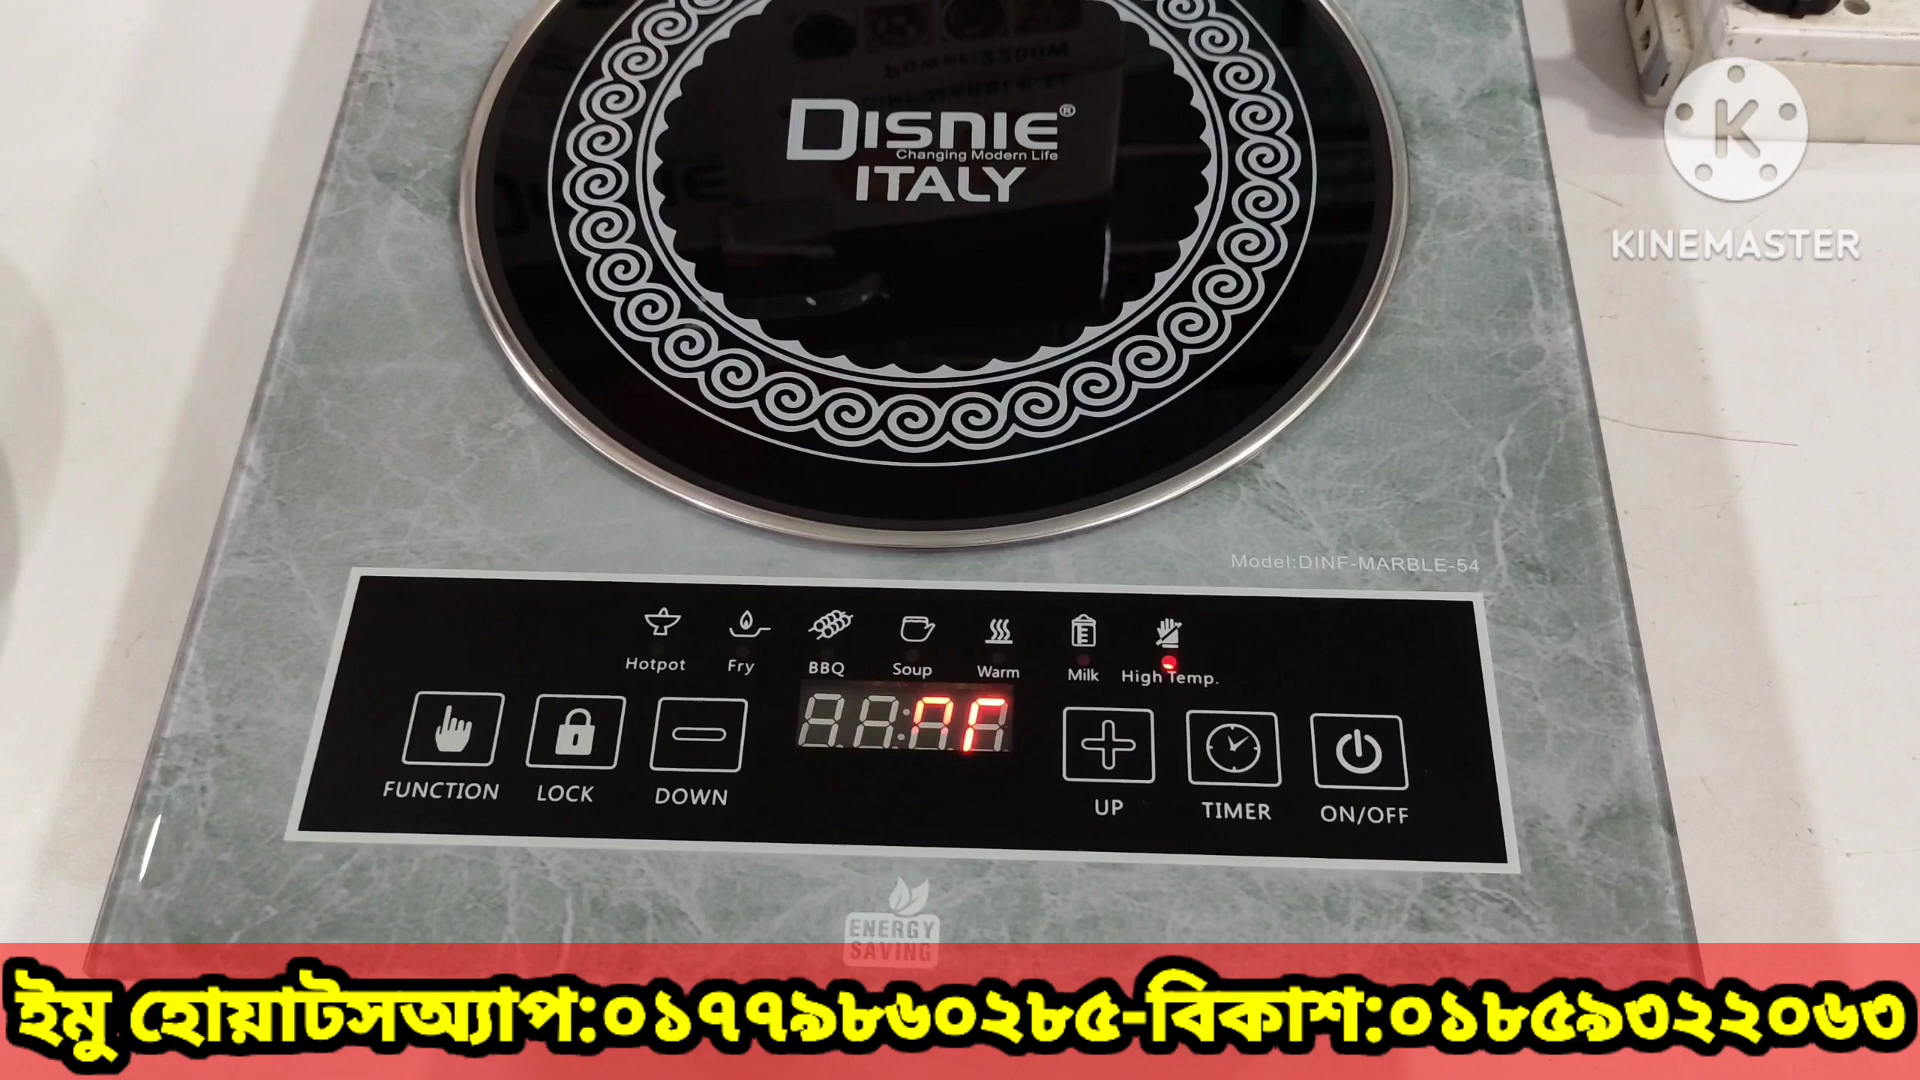 DISNIE®
Changing Modern Life
ITALY
K
KINEMASTER
Model:DINF-MARBLE-54
Hotpot Fry BBQ Soup Warm Milk High Temp.
FUNCTION LOCK DOWN UP TIMER ON/OFF
ENERGY
SAVING
ইমু হোয়াটসঅ্যাপ:০১৭৭৯৮৬০২৮৫-বিকাশ:০১৮৫৯৩২২০৬৩